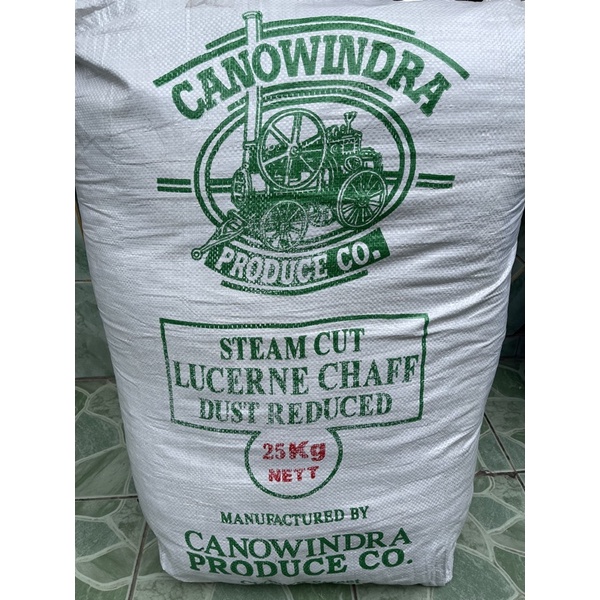 CANOWINDRA
PRODUCE CO.
STEAM CUT
LUCERNE CHAFF
DUST REDUCED
25Kg
NETT
MANUFACTURED BY
CANOWINDRA
PRODUCE CO.